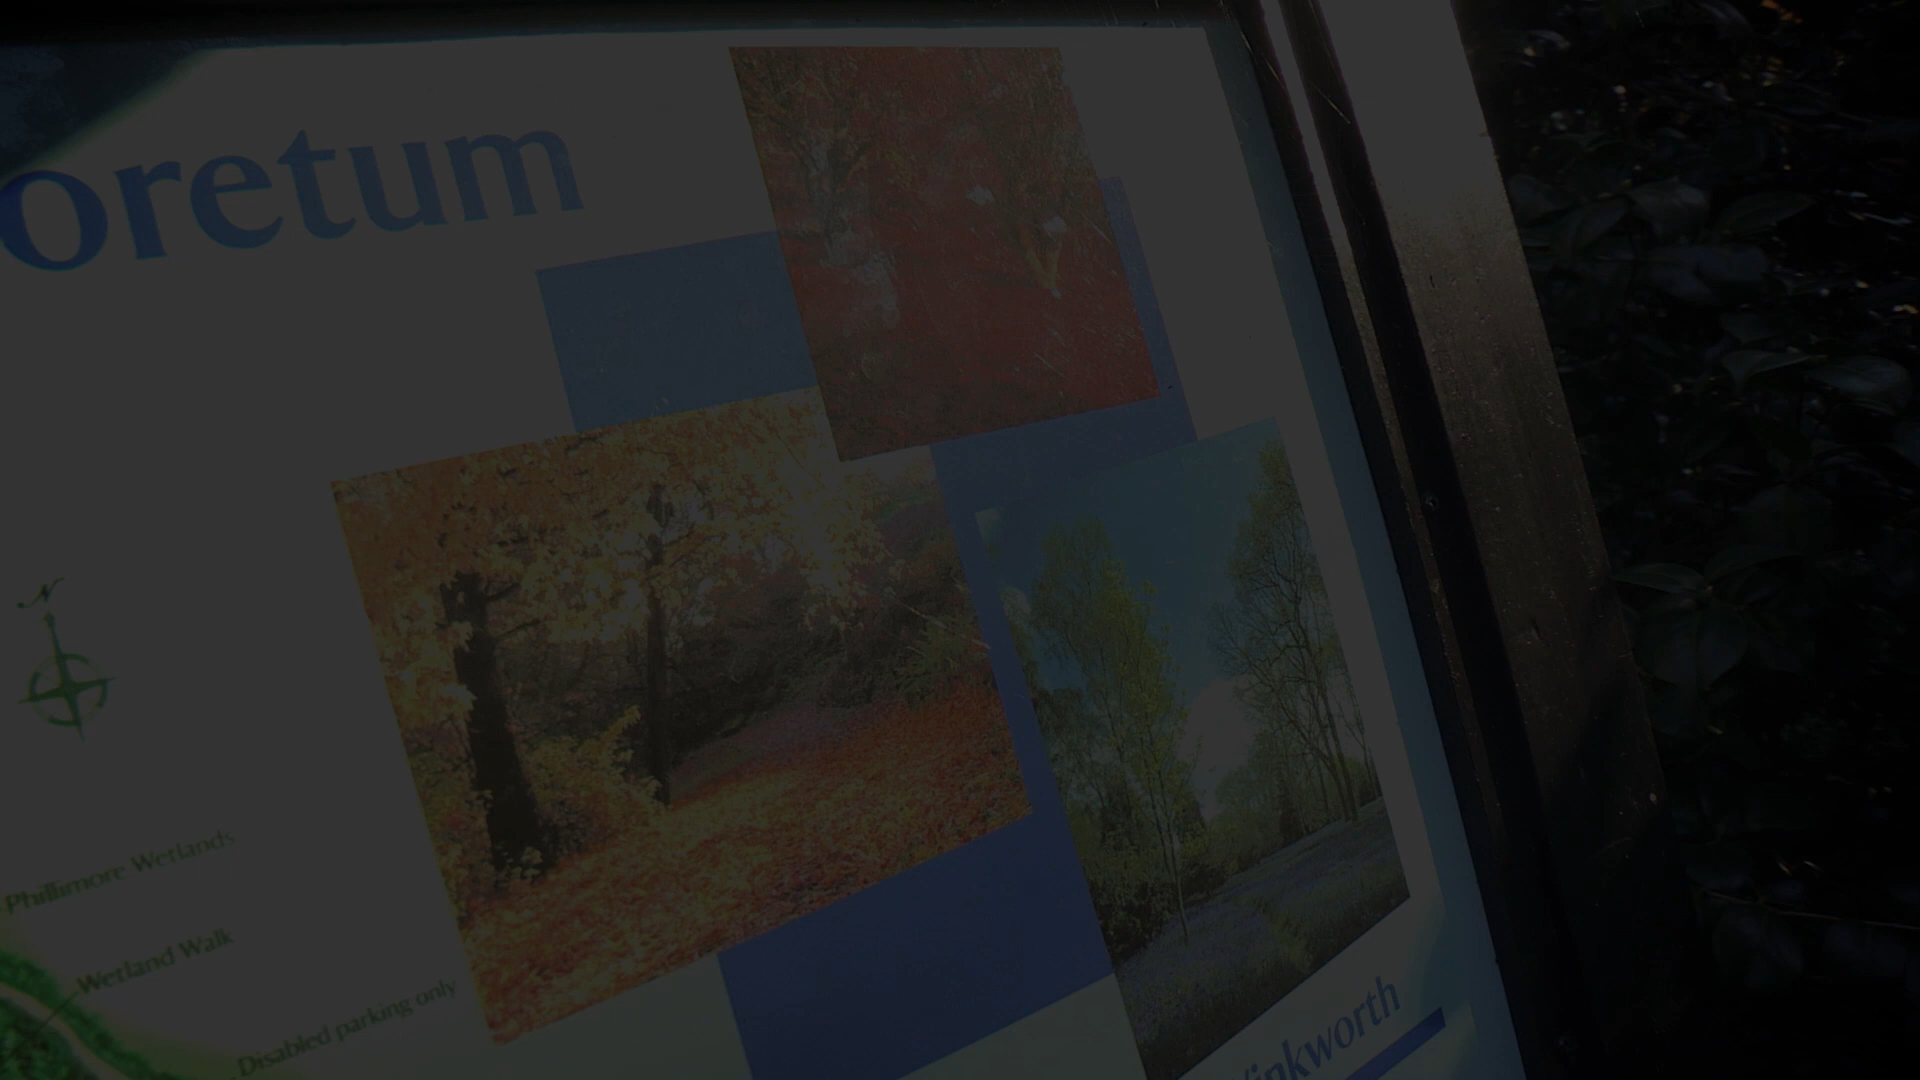 oretum
N
Phillimore Wetlands
Wetland Walk
Disabled parking only
inkworth